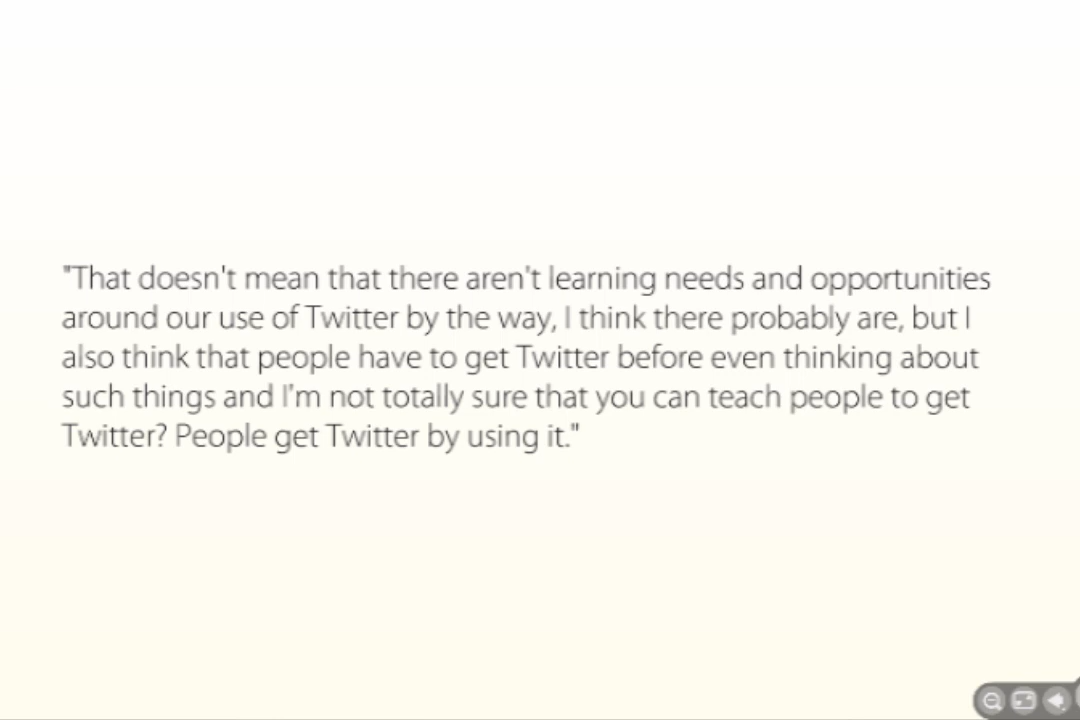 "That doesn't mean that there aren't learning needs and opportunities
around our use of Twitter by the way, I think there probably are, but I
also think that people have to get Twitter before even thinking about
such things and I'm not totally sure that you can teach people to get
Twitter? People get Twitter by using it."